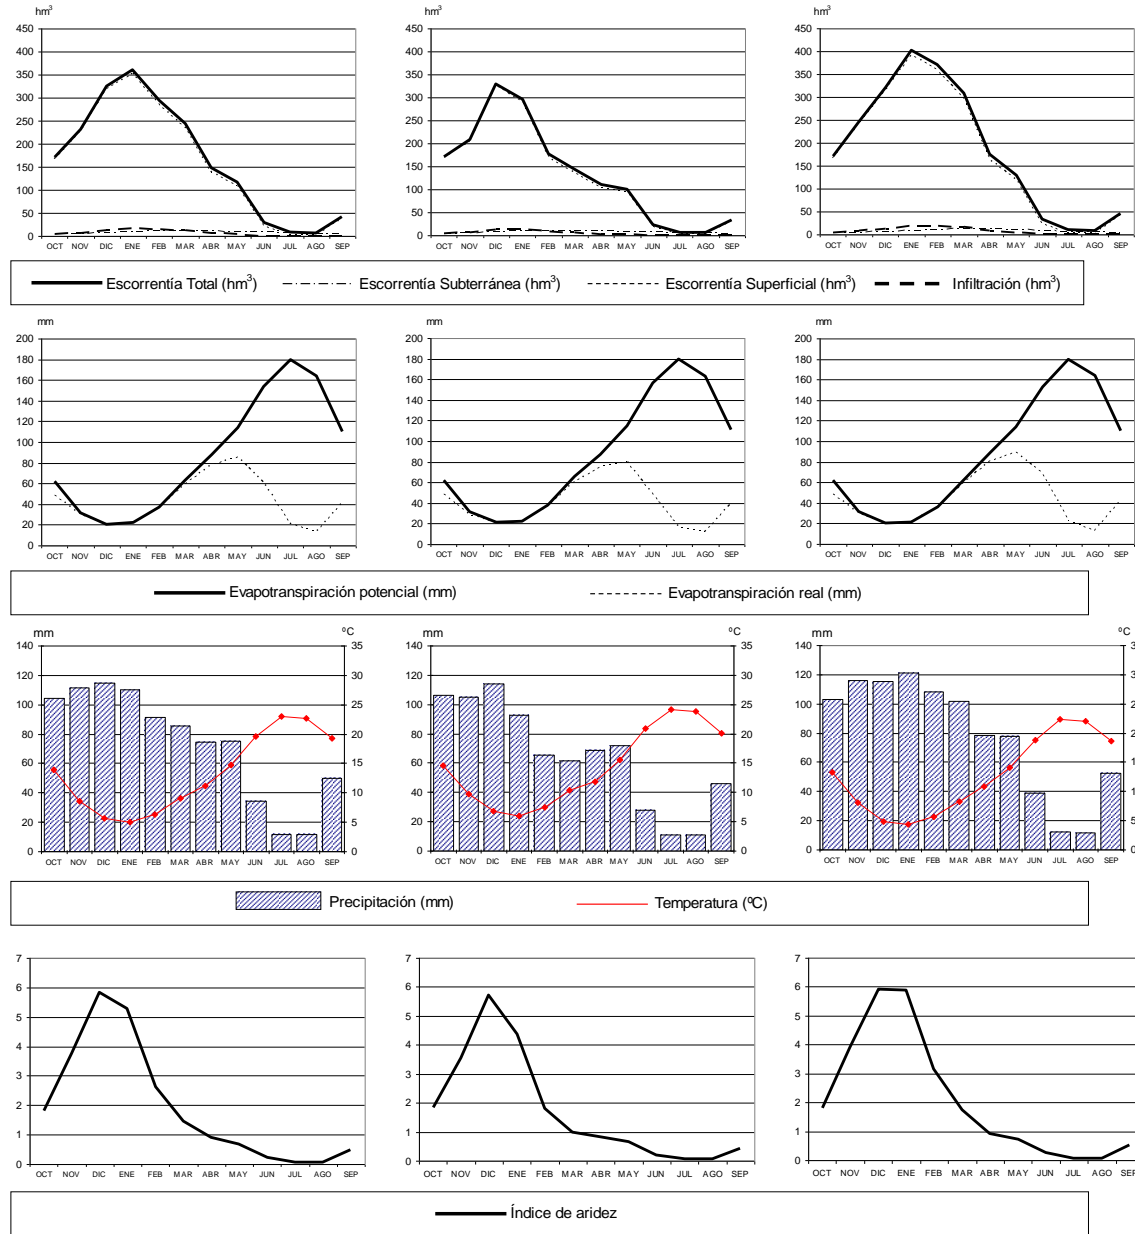 hm³ hm³ hm³
450 450 450
400 400 400
350 350 350
300 300 300
250 250 250
200 200 200
150 150 150
100 100 100
50 50 50
0 0 0
OCT NOV DIC ENE FEB MAR ABR MAY JUN JUL AGO SEP OCT NOV DIC ENE FEB MAR ABR MAY JUN JUL AGO SEP OCT NOV DIC ENE FEB MAR ABR MAY JUN JUL AGO SEP
Escorrentía Total (hm³) Escorrentía Subterránea (hm³) Escorrentía Superficial (hm³) Infiltración (hm³)
mm mm mm
200 200 200
180 180 180
160 160 160
140 140 140
120 120 120
100 100 100
80 80 80
60 60 60
40 40 40
20 20 20
0 0 0
OCT NOV DIC ENE FEB MAR ABR MAY JUN JUL AGO SEP OCT NOV DIC ENE FEB MAR ABR MAY JUN JUL AGO SEP OCT NOV DIC ENE FEB MAR ABR MAY JUN JUL AGO SEP
Evapotranspiración potencial (mm) Evapotranspiración real (mm)
mm ºC mm ºC mm ºC
140 35 140 35 140 3
120 30 120 30 120 3
100 25 100 25 100 2
80 20 80 20 80 2
60 15 60 15 60 1
40 10 40 10 40 1
20 5 20 5 20 5
0 0 0 0 0 0
OCT NOV DIC ENE FEB MAR ABR MAY JUN JUL AGO SEP OCT NOV DIC ENE FEB MAR ABR MAY JUN JUL AGO SEP OCT NOV DIC ENE FEB MAR ABR MAY JUN JUL AGO SEP
Precipitación (mm) Temperatura (ºC)
7 7 7
6 6 6
5 5 5
4 4 4
3 3 3
2 2 2
1 1 1
0 0 0
OCT NOV DIC ENE FEB MAR ABR MAY JUN JUL AGO SEP OCT NOV DIC ENE FEB MAR ABR MAY JUN JUL AGO SEP OCT NOV DIC ENE FEB MAR ABR MAY JUN JUL AGO SEP
Índice de aridez